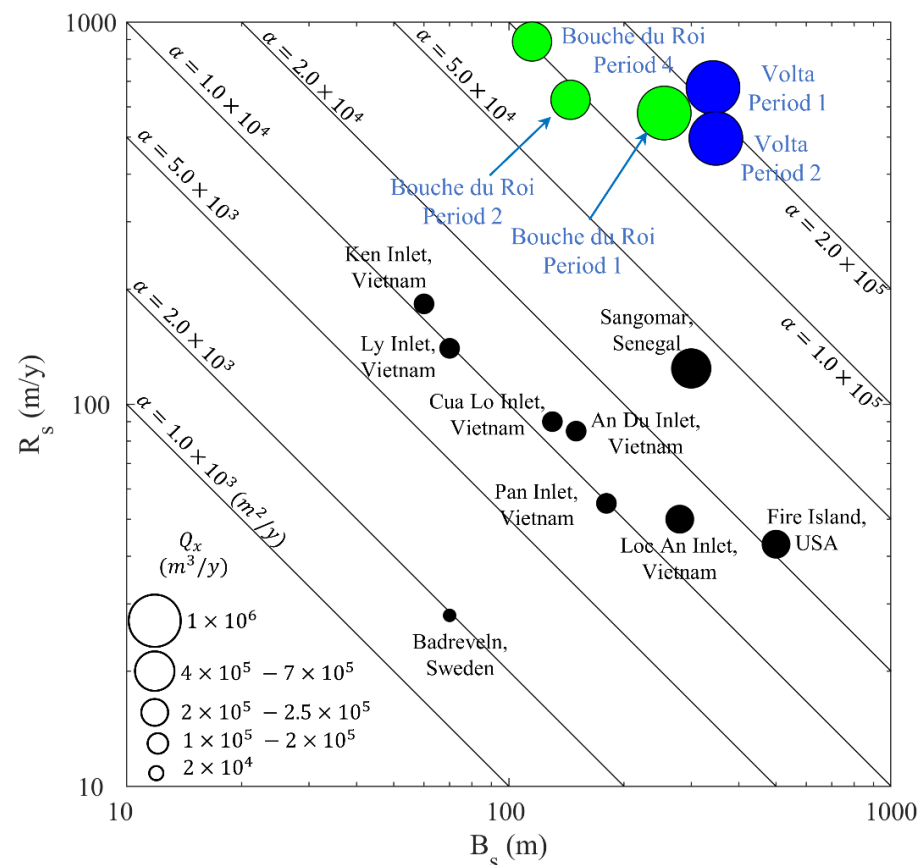 1000
100
10
10
100
1000
R_s (m/y)
B_s (m)
α = 1.0 × 10³ (m²/y)
α = 2.0 × 10³
α = 5.0 × 10³
α = 1.0 × 10⁴
α = 2.0 × 10⁴
α = 5.0 × 10⁴
α = 1.0 × 10⁵
α = 2.0 × 10⁵
Bouche du Roi
Period 4
Volta
Period 1
Volta
Period 2
Bouche du Roi
Period 2
Bouche du Roi
Period 1
Ken Inlet,
Vietnam
Sangomar,
Senegal
Ly Inlet,
Vietnam
Cua Lo Inlet,
Vietnam
An Du Inlet,
Vietnam
Pan Inlet,
Vietnam
Loc An Inlet,
Vietnam
Fire Island,
USA
Badreveln,
Sweden
Q_x
(m³/y)
1 × 10⁶
4 × 10⁵ − 7 × 10⁵
2 × 10⁵ − 2.5 × 10⁵
1 × 10⁵ − 2 × 10⁵
2 × 10⁴